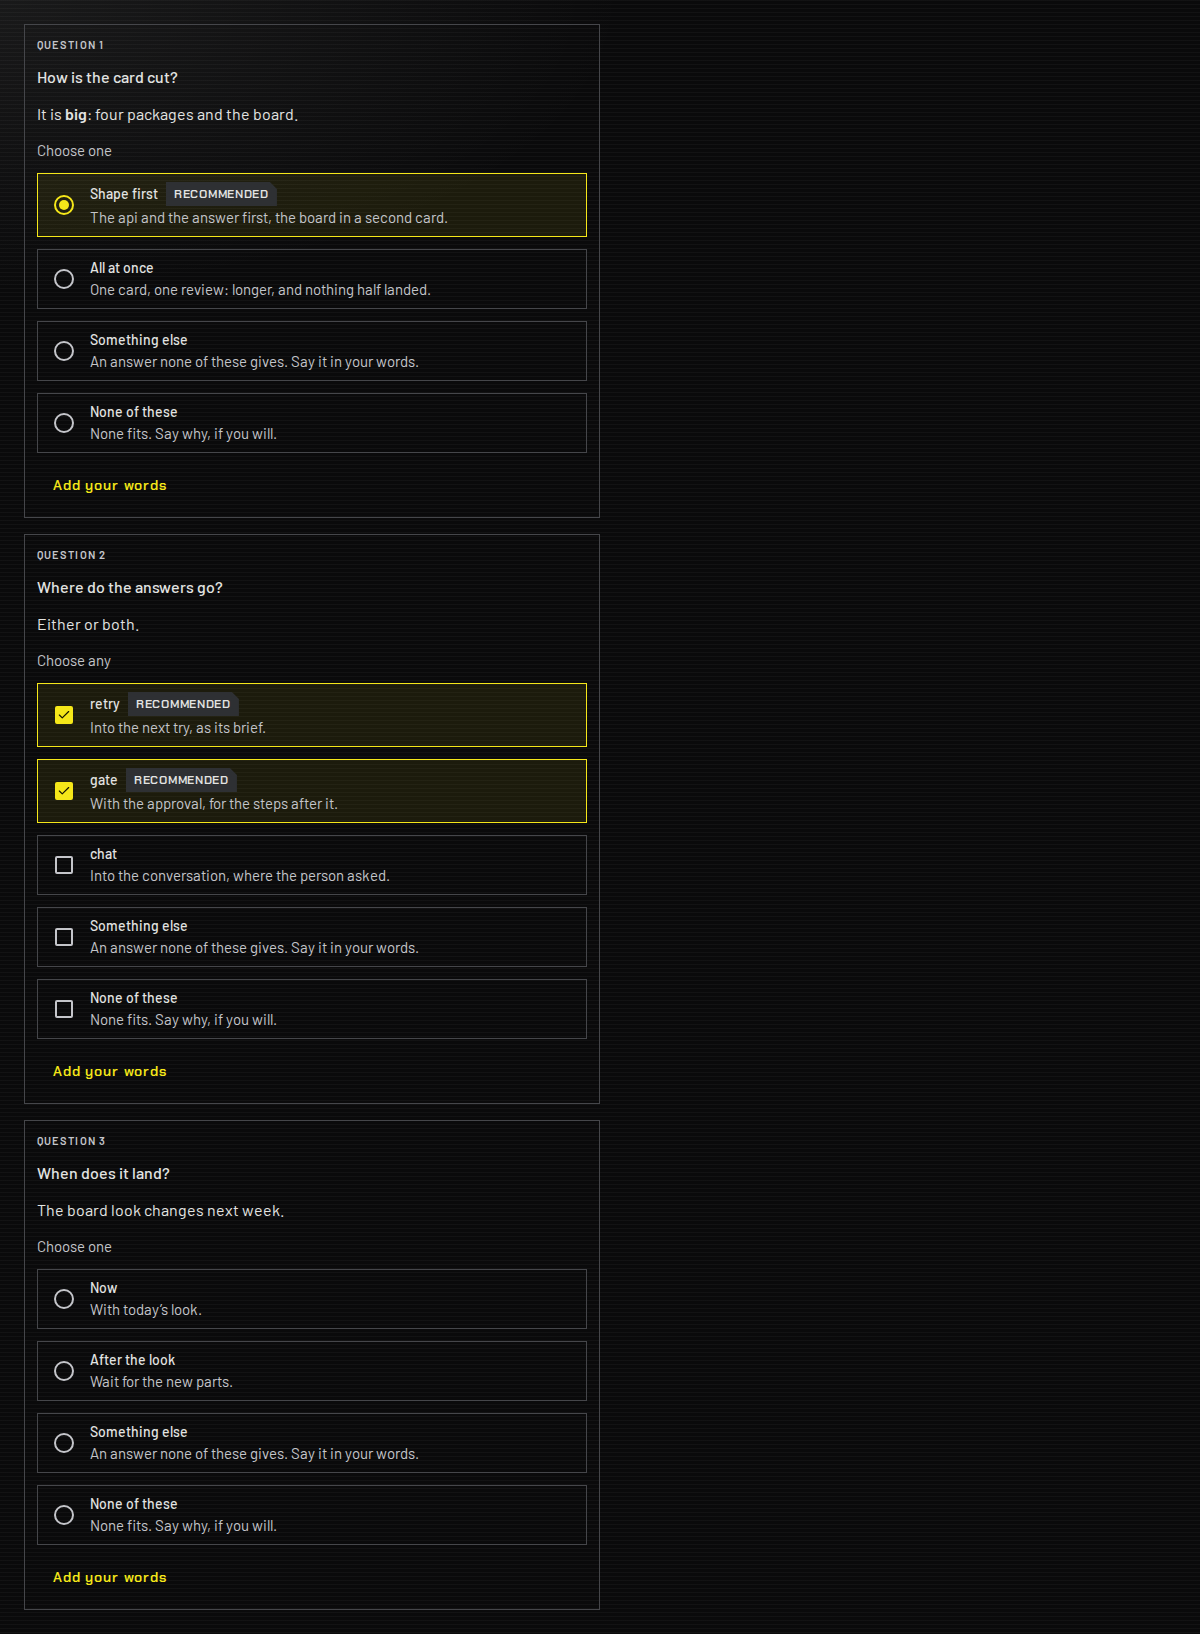 QUESTION 1
How is the card cut?
It is big: four packages and the board.
Choose one
Shape first RECOMMENDED
The api and the answer first, the board in a second card.
All at once
One card, one review: longer, and nothing half landed.
Something else
An answer none of these gives. Say it in your words.
None of these
None fits. Say why, if you will.
Add your words
QUESTION 2
Where do the answers go?
Either or both.
Choose any
retry RECOMMENDED
Into the next try, as its brief.
gate RECOMMENDED
With the approval, for the steps after it.
chat
Into the conversation, where the person asked.
Something else
An answer none of these gives. Say it in your words.
None of these
None fits. Say why, if you will.
Add your words
QUESTION 3
When does it land?
The board look changes next week.
Choose one
Now
With today's look.
After the look
Wait for the new parts.
Something else
An answer none of these gives. Say it in your words.
None of these
None fits. Say why, if you will.
Add your words